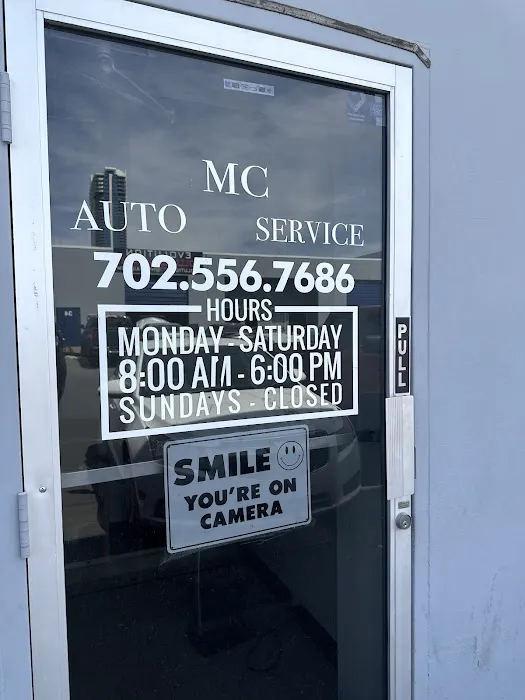 MC
AUTO SERVICE
702.556.7686
HOURS
MONDAY - SATURDAY
8:00 AM - 6:00 PM
SUNDAYS - CLOSED
PULL
SMILE
YOU'RE ON
CAMERA